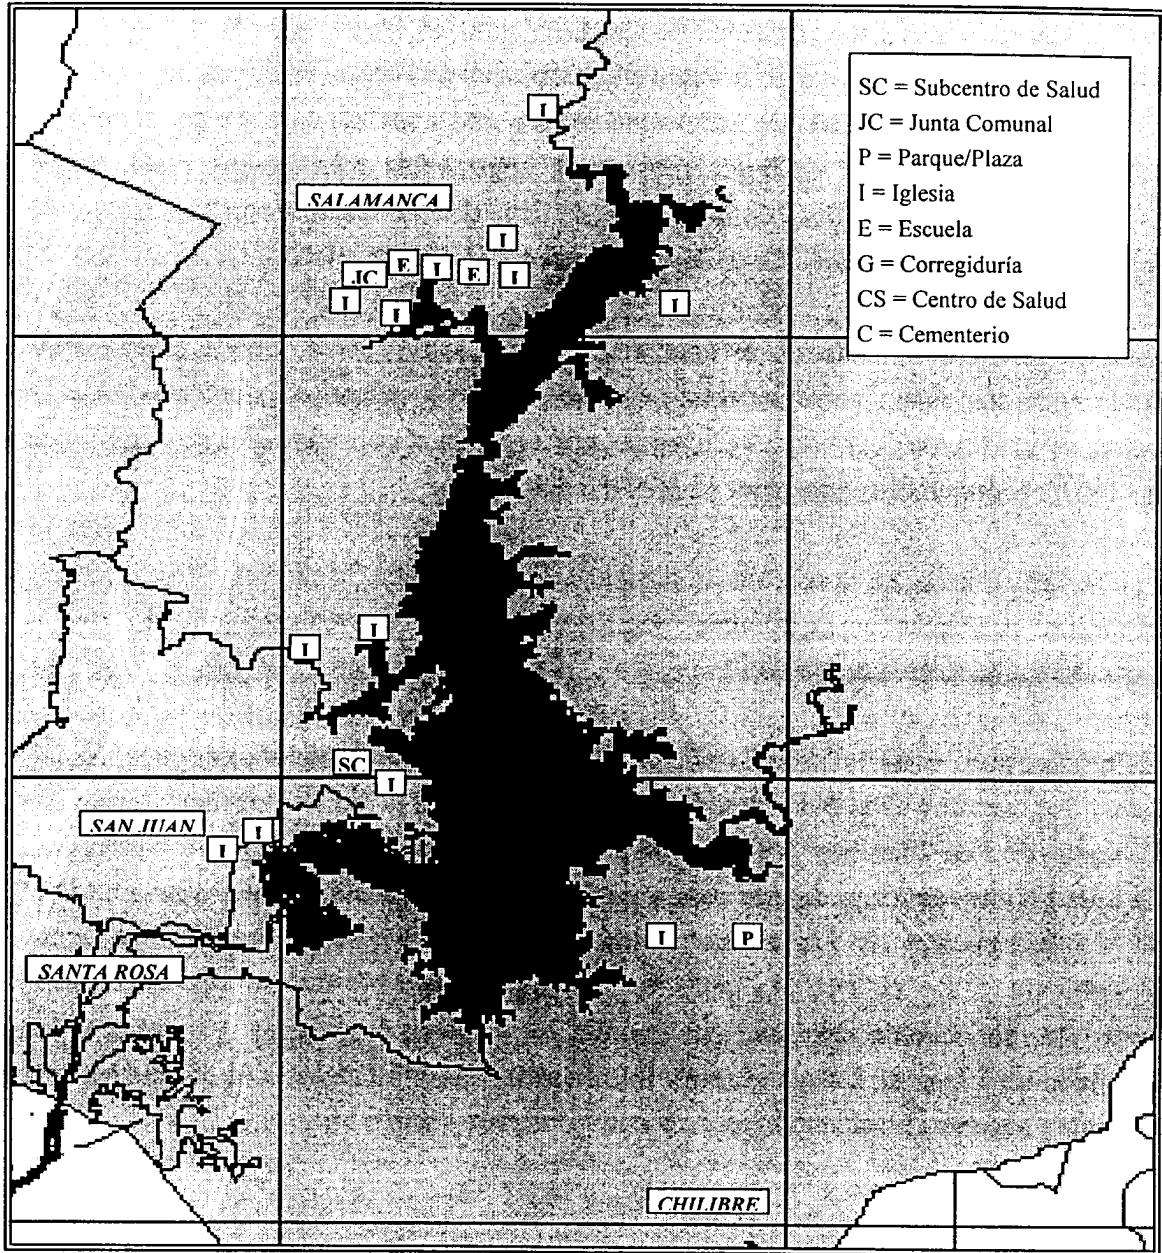 SC = Subcentro de Salud
JC = Junta Comunal
P = Parque/Plaza
I = Iglesia
E = Escuela
G = Corregiduría
CS = Centro de Salud
C = Cementerio
I
SALAMANCA
I
E
I
E
I
JC
I
I
I
I
I
SC
I
SAN JUAN
I
I
I
P
SANTA ROSA
CHILIBRE